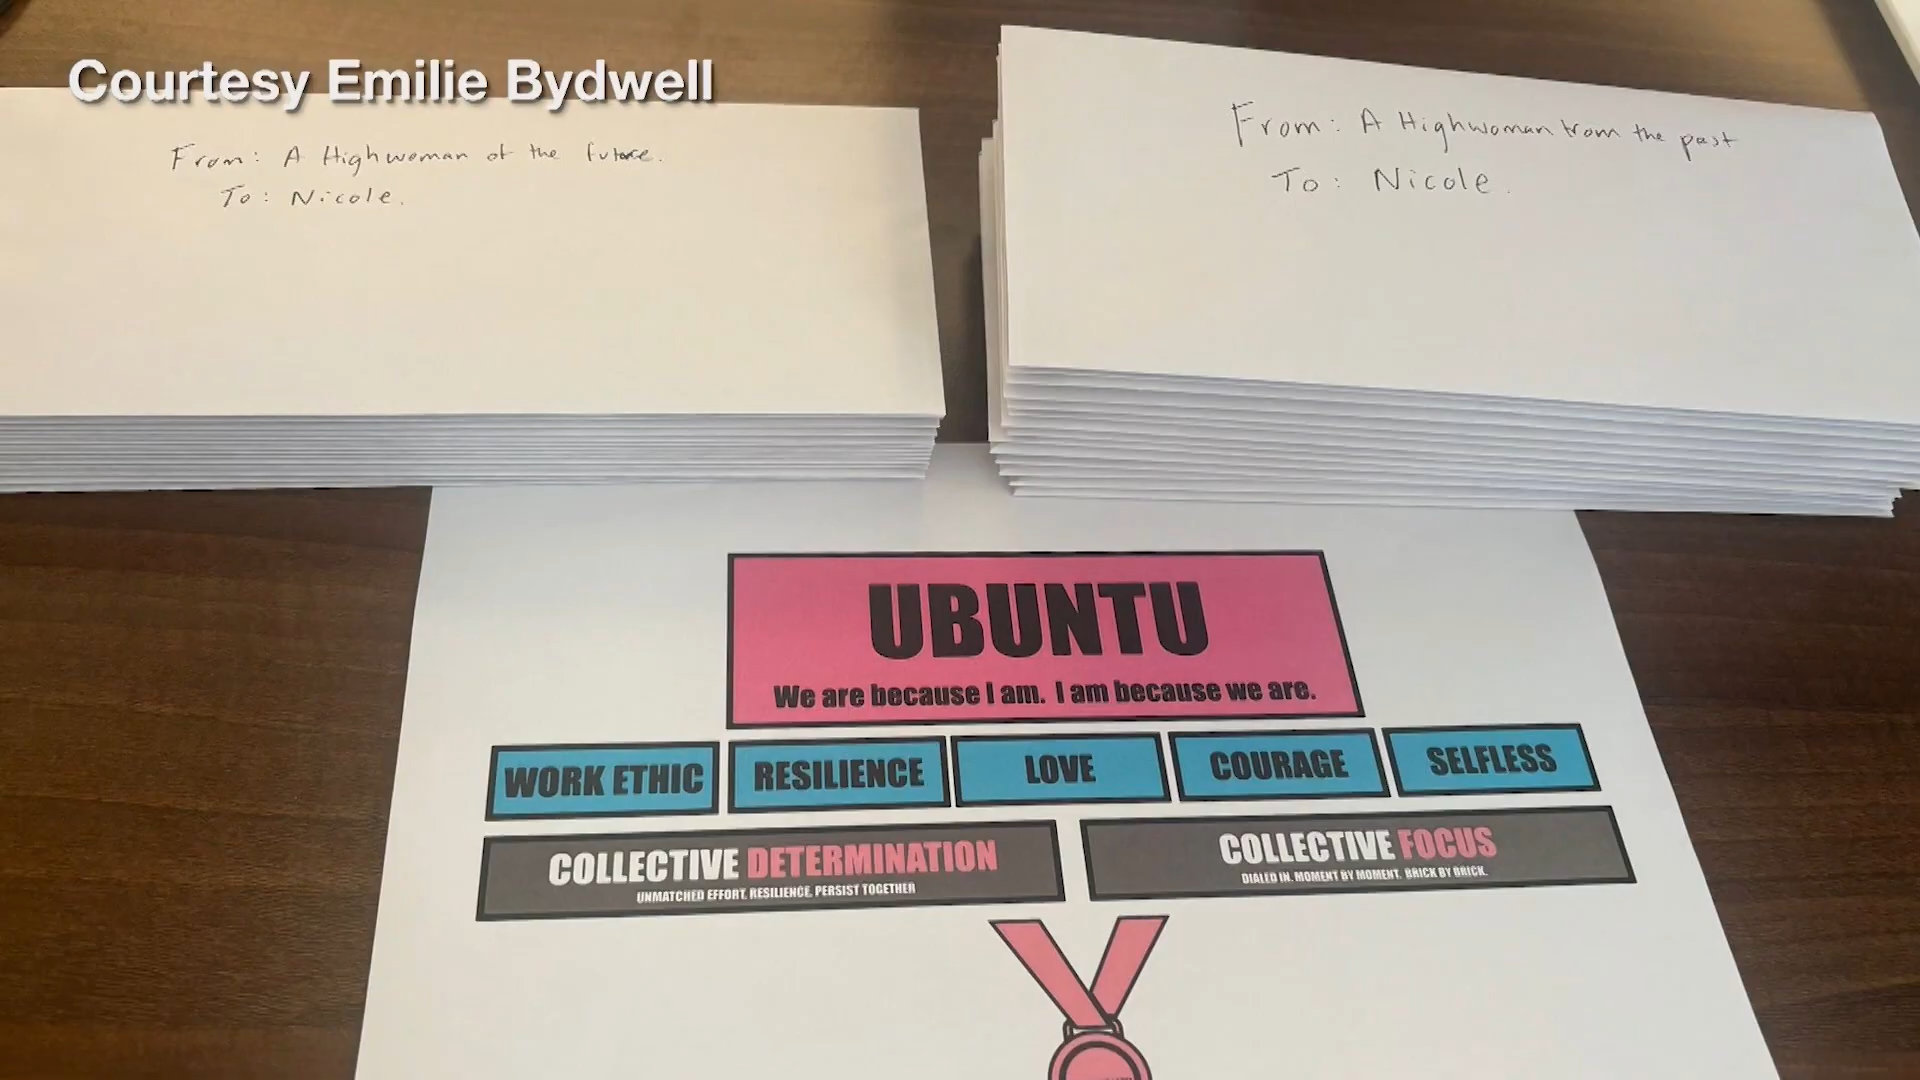 Courtesy Emilie Bydwell
From: A Highwoman of the future.
To: Nicole.
From: A Highwoman from the past
To: Nicole.
UBUNTU
We are because I am. I am because we are.
WORK ETHIC
RESILIENCE
LOVE
COURAGE
SELFLESS
COLLECTIVE DETERMINATION
UNMATCHED EFFORT. RESILIENCE. PERSIST TOGETHER
COLLECTIVE FOCUS
DIALED IN. MOMENT BY MOMENT. BRICK BY BRICK.